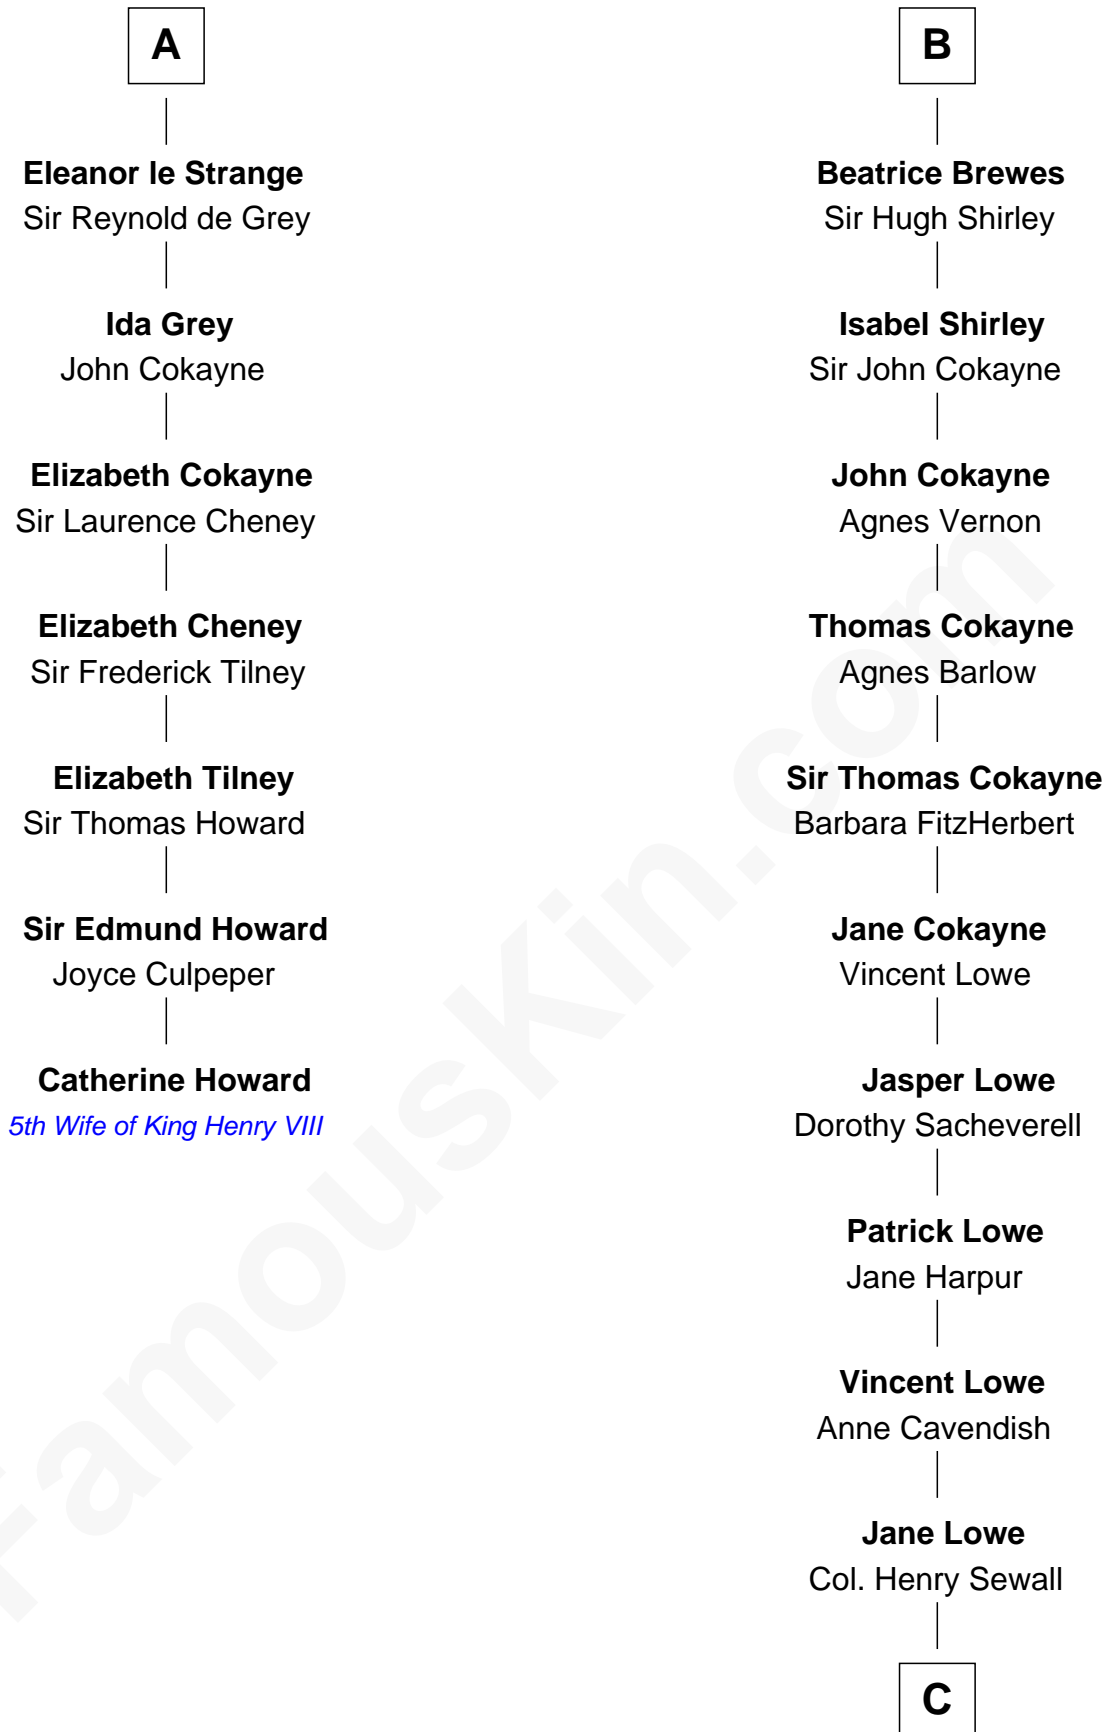 A
Eleanor le Strange
Sir Reynold de Grey
Ida Grey
John Cokayne
Elizabeth Cokayne
Sir Laurence Cheney
Elizabeth Cheney
Sir Frederick Tilney
Elizabeth Tilney
Sir Thomas Howard
Sir Edmund Howard
Joyce Culpeper
Catherine Howard
5th Wife of King Henry VIII
B
Beatrice Brewes
Sir Hugh Shirley
Isabel Shirley
Sir John Cokayne
John Cokayne
Agnes Vernon
Thomas Cokayne
Agnes Barlow
Sir Thomas Cokayne
Barbara FitzHerbert
Jane Cokayne
Vincent Lowe
Jasper Lowe
Dorothy Sacheverell
Patrick Lowe
Jane Harpur
Vincent Lowe
Anne Cavendish
Jane Lowe
Col. Henry Sewall
C
FamousKin.com